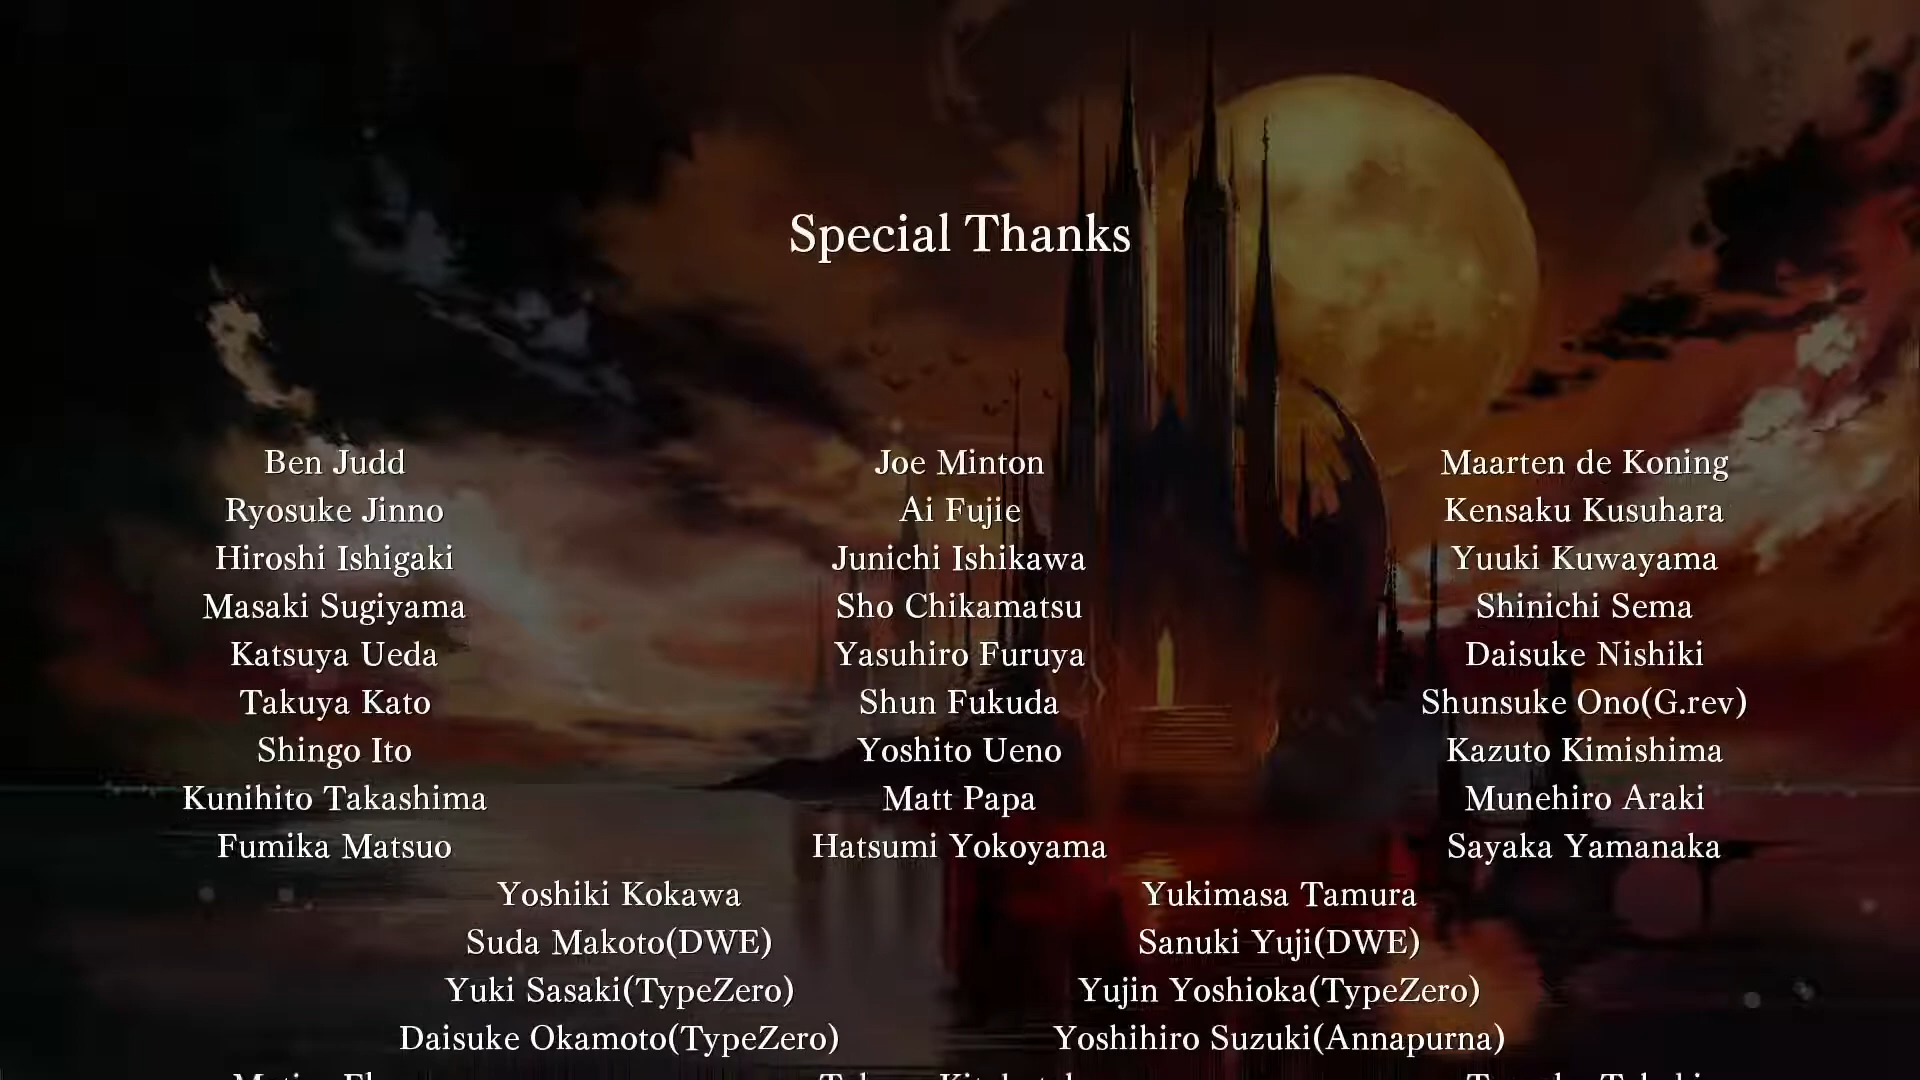 Special Thanks
Ben Judd Joe Minton Maarten de Koning
Ryosuke Jinno Ai Fujie Kensaku Kusuhara
Hiroshi Ishigaki Junichi Ishikawa Yuuki Kuwayama
Masaki Sugiyama Sho Chikamatsu Shinichi Sema
Katsuya Ueda Yasuhiro Furuya Daisuke Nishiki
Takuya Kato Shun Fukuda Shunsuke Ono(G.rev)
Shingo Ito Yoshito Ueno Kazuto Kimishima
Kunihito Takashima Matt Papa Munehiro Araki
Fumika Matsuo Hatsumi Yokoyama Sayaka Yamanaka
Yoshiki Kokawa Yukimasa Tamura
Suda Makoto(DWE) Sanuki Yuji(DWE)
Yuki Sasaki(TypeZero) Yujin Yoshioka(TypeZero)
Daisuke Okamoto(TypeZero) Yoshihiro Suzuki(Annapurna)